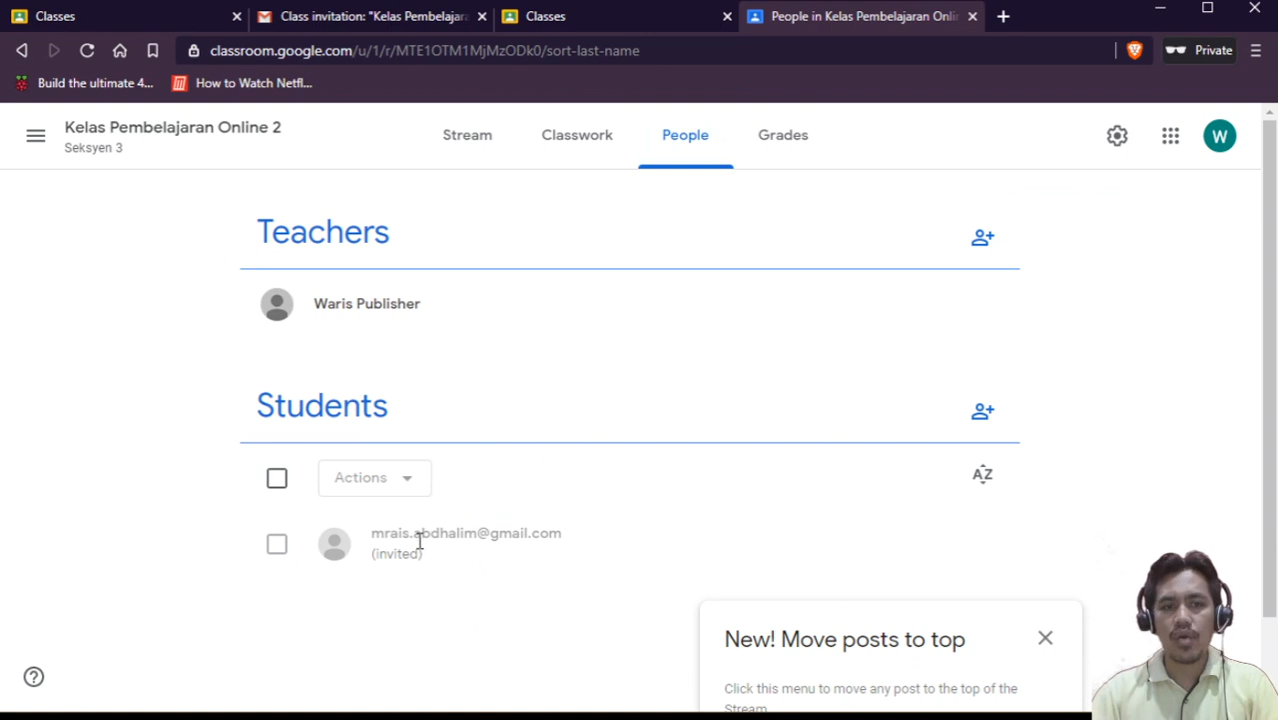 Classes
Class invitation: "Kelas Pembelajaran
Classes
People in Kelas Pembelajaran Onlin
classroom.google.com/u/1/r/MTE1OTM1MjMzODk0/sort-last-name
Private
Build the ultimate 4...
How to Watch Netfl...
Kelas Pembelajaran Online 2
Seksyen 3
Stream
Classwork
People
Grades
W
Teachers
Waris Publisher
Students
Actions
AZ
mrais.abdhalim@gmail.com
(invited)
New! Move posts to top
Click this menu to move any post to the top of the
Stream.